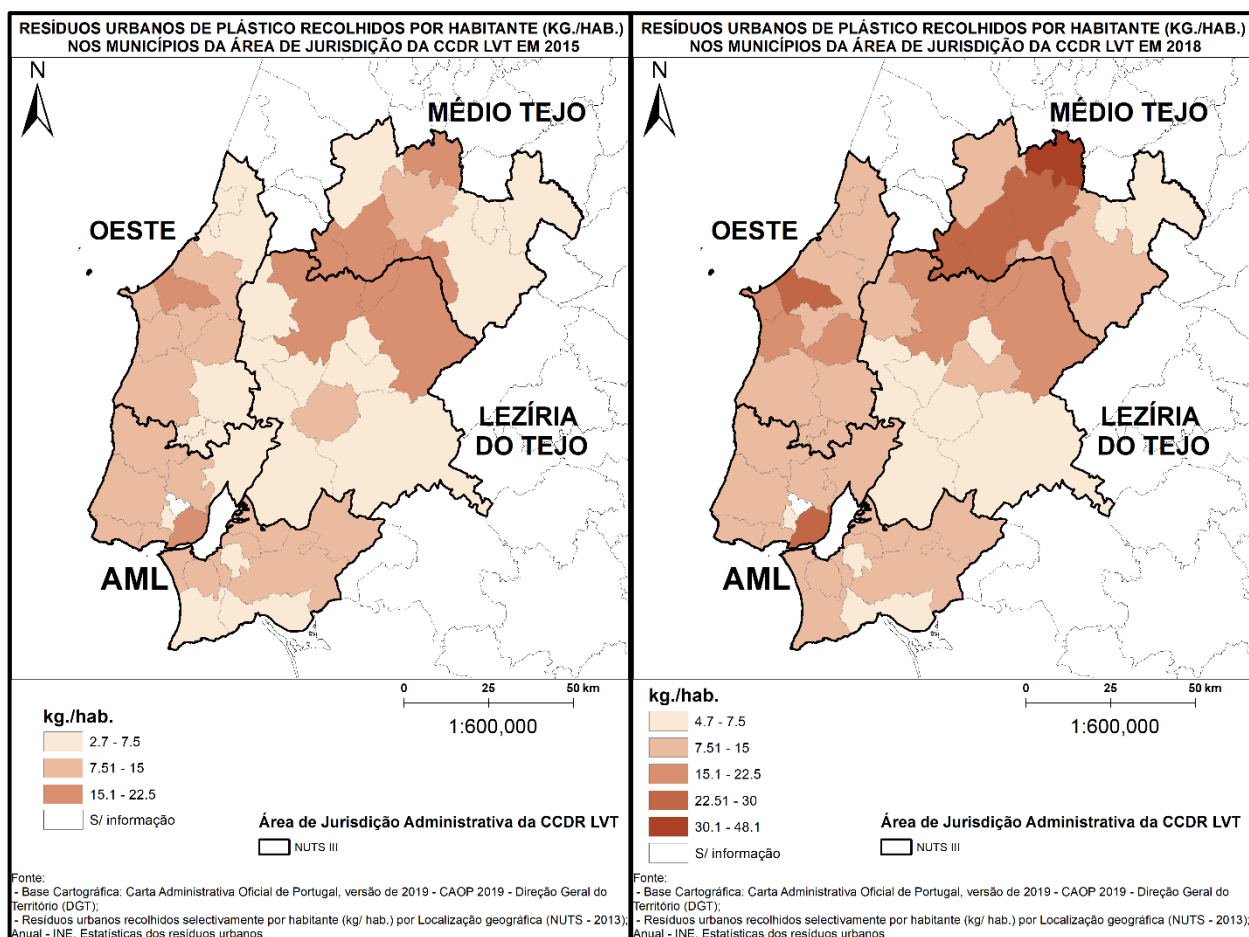 RESÍDUOS URBANOS DE PLÁSTICO RECOLHIDOS POR HABITANTE (KG./HAB.)
NOS MUNICÍPIOS DA ÁREA DE JURISDIÇÃO DA CCDR LVT EM 2015
N
MÉDIO TEJO
OESTE
LEZÍRIA
DO TEJO
AML
0 25 50 km
1:600,000
kg./hab.
2.7 - 7.5
7.51 - 15
15.1 - 22.5
S/ informação
Área de Jurisdição Administrativa da CCDR LVT
NUTS III
Fonte:
- Base Cartográfica: Carta Administrativa Oficial de Portugal, versão de 2019 - CAOP 2019 - Direção Geral do
Território (DGT);
- Resíduos urbanos recolhidos selectivamente por habitante (kg/ hab.) por Localização geográfica (NUTS - 2013);
Anual - INE, Estatísticas dos resíduos urbanos
RESÍDUOS URBANOS DE PLÁSTICO RECOLHIDOS POR HABITANTE (KG./HAB.)
NOS MUNICÍPIOS DA ÁREA DE JURISDIÇÃO DA CCDR LVT EM 2018
N
MÉDIO TEJO
OESTE
LEZÍRIA
DO TEJO
AML
0 25 50 km
1:600,000
kg./hab.
4.7 - 7.5
7.51 - 15
15.1 - 22.5
22.51 - 30
30.1 - 48.1
S/ informação
Área de Jurisdição Administrativa da CCDR LVT
NUTS III
Fonte:
- Base Cartográfica: Carta Administrativa Oficial de Portugal, versão de 2019 - CAOP 2019 - Direção Geral do
Território (DGT);
- Resíduos urbanos recolhidos selectivamente por habitante (kg/ hab.) por Localização geográfica (NUTS - 2013);
Anual - INE, Estatísticas dos resíduos urbanos